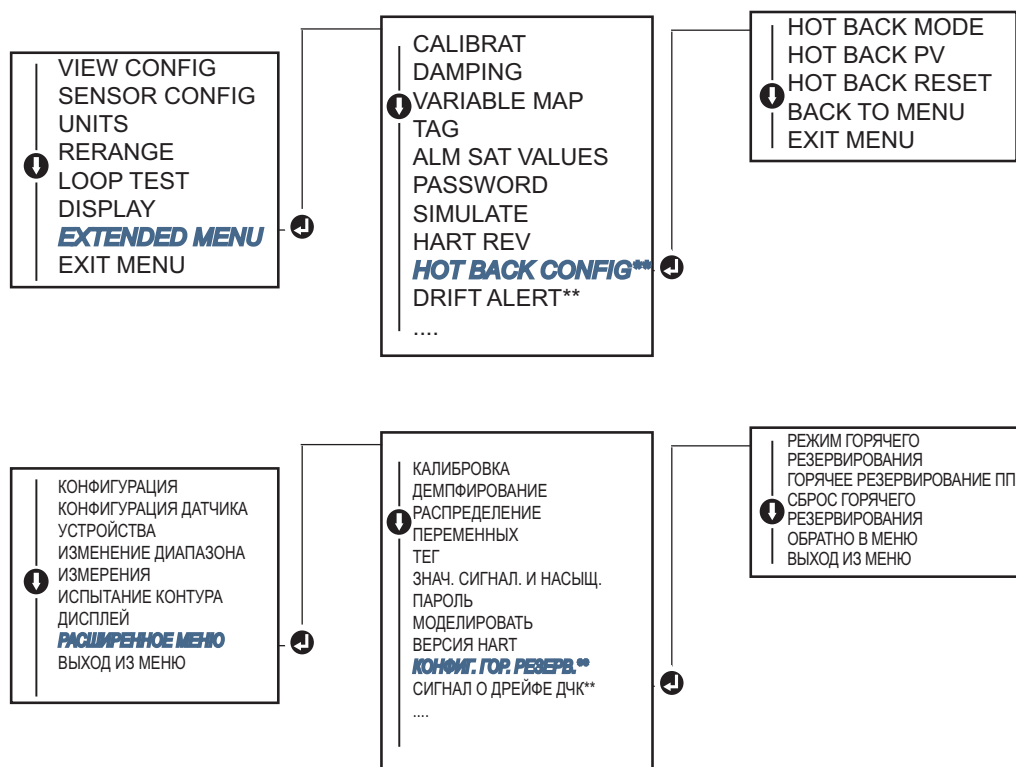 VIEW CONFIG
SENSOR CONFIG
UNITS
RERANGE
LOOP TEST
DISPLAY
EXTENDED MENU
EXIT MENU
CALIBRAT
DAMPING
VARIABLE MAP
TAG
ALM SAT VALUES
PASSWORD
SIMULATE
HART REV
HOT BACK CONFIG**
DRIFT ALERT**
....
HOT BACK MODE
HOT BACK PV
HOT BACK RESET
BACK TO MENU
EXIT MENU
КОНФИГУРАЦИЯ
КОНФИГУРАЦИЯ ДАТЧИКА
УСТРОЙСТВА
ИЗМЕНЕНИЕ ДИАПАЗОНА
ИЗМЕРЕНИЯ
ИСПЫТАНИЕ КОНТУРА
ДИСПЛЕЙ
РАСШИРЕННОЕ МЕНЮ
ВЫХОД ИЗ МЕНЮ
КАЛИБРОВКА
ДЕМПФИРОВАНИЕ
РАСПРЕДЕЛЕНИЕ
ПЕРЕМЕННЫХ
ТЕГ
ЗНАЧ. СИГНАЛ. И НАСЫЩ.
ПАРОЛЬ
МОДЕЛИРОВАТЬ
ВЕРСИЯ HART
КОНФИГ. ГОР. РЕЗЕРВ.**
СИГНАЛ О ДРЕЙФЕ ДЧК**
....
РЕЖИМ ГОРЯЧЕГО
РЕЗЕРВИРОВАНИЯ
ГОРЯЧЕЕ РЕЗЕРВИРОВАНИЕ ПП
СБРОС ГОРЯЧЕГО
РЕЗЕРВИРОВАНИЯ
ОБРАТНО В МЕНЮ
ВЫХОД ИЗ МЕНЮ